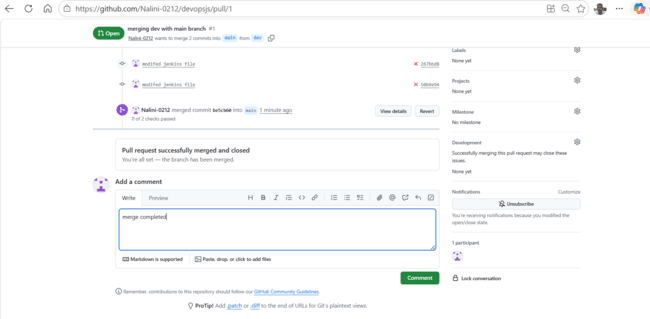 https://github.com/Nalini-0212/devopsjs/pull/1
Open
merging dev with main branch #1
Nalini-0212 wants to merge 2 commits into main from dev
modifed jenkins file
modifed jenkins file
Nalini-0212 merged commit into main 1 minute ago
0 of 2 checks passed
View details
Revert
Pull request successfully merged and closed
You're all set — the branch has been merged.
Add a comment
Write
Preview
merge completed
Markdown is supported
Paste, drop, or click to add files
Comment
Remember, contributions to this repository should follow our GitHub Community Guidelines.
ProTip! Add .patch or .diff to the end of URLs for Git's plaintext views.
Labels
None yet
Projects
None yet
Milestone
No milestone
Development
Successfully merging this pull request may close these
issues.
None yet
Notifications
Customize
Unsubscribe
You're receiving notifications because you modified the
open/close state.
1 participant
Lock conversation